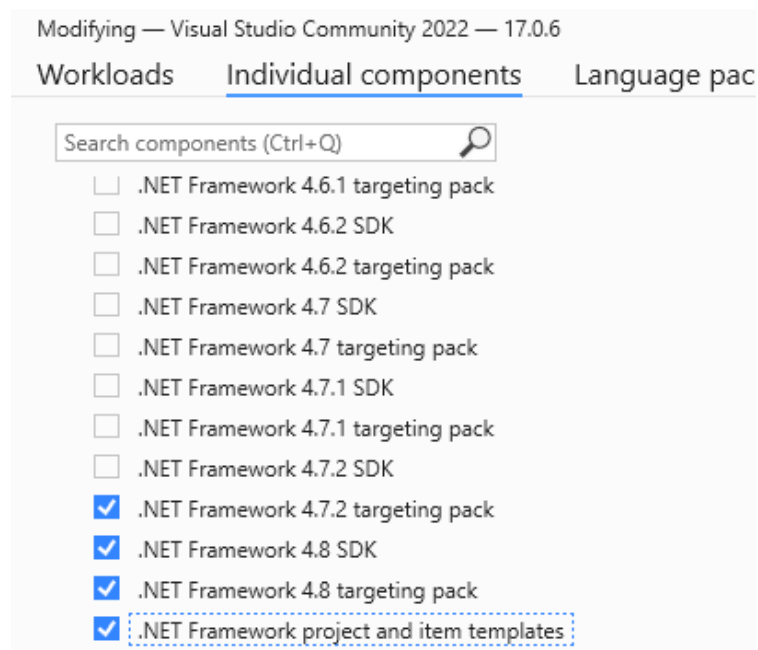 Modifying — Visual Studio Community 2022 — 17.0.6
Workloads Individual components Language pac
Search components (Ctrl+Q)
.NET Framework 4.6.1 targeting pack
.NET Framework 4.6.2 SDK
.NET Framework 4.6.2 targeting pack
.NET Framework 4.7 SDK
.NET Framework 4.7 targeting pack
.NET Framework 4.7.1 SDK
.NET Framework 4.7.1 targeting pack
.NET Framework 4.7.2 SDK
.NET Framework 4.7.2 targeting pack
.NET Framework 4.8 SDK
.NET Framework 4.8 targeting pack
.NET Framework project and item templates